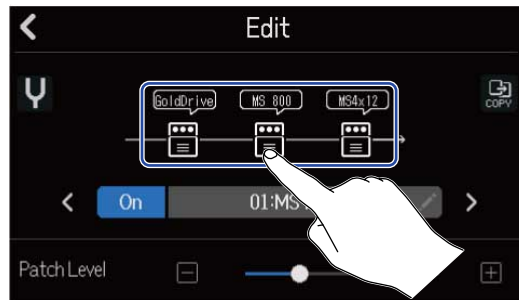 Edit
GoldDrive MS 800 MS4x12
COPY
On 01:MS
Patch Level